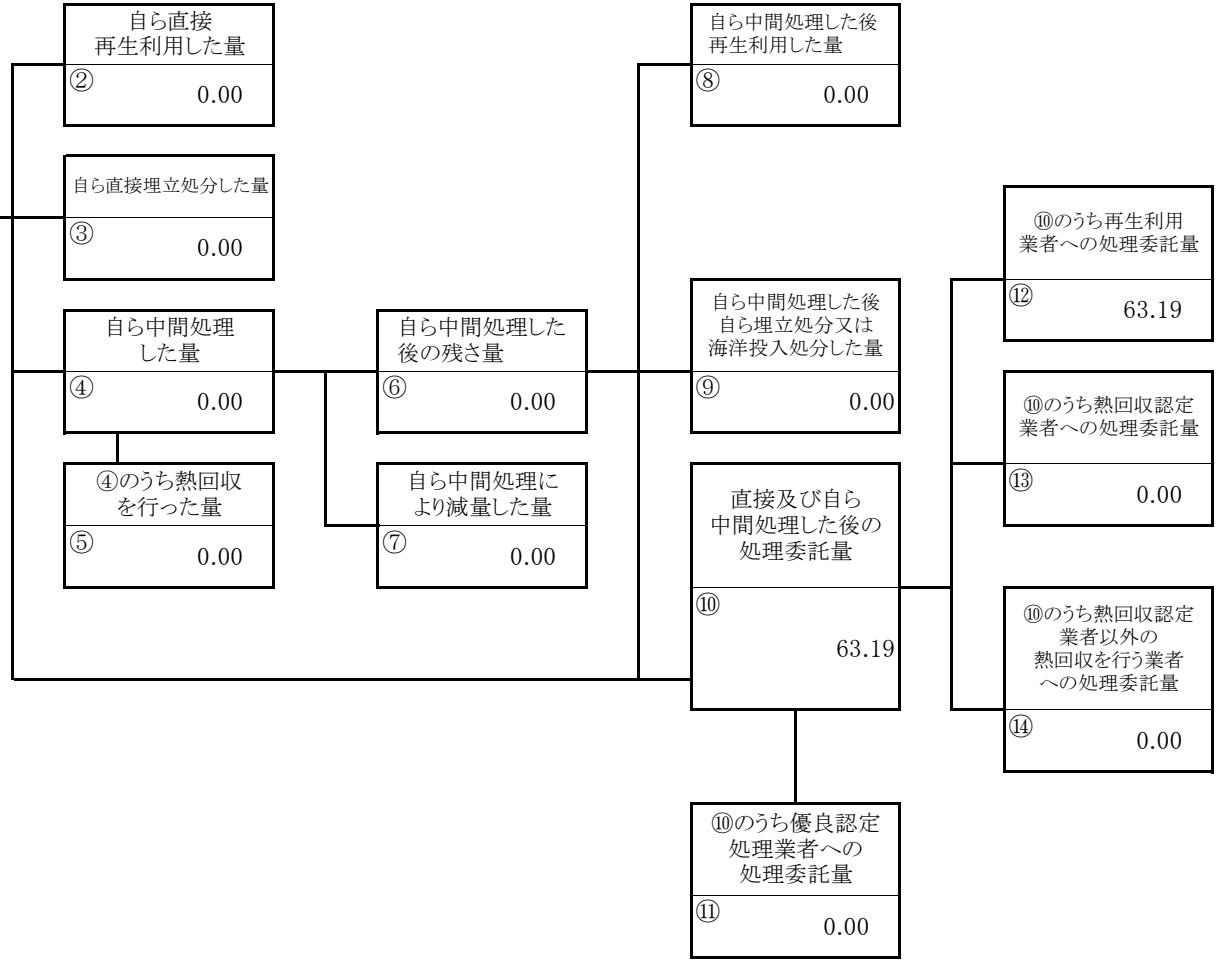 自ら直接
再生利用した量
②
0.00
自ら中間処理した後
再生利用した量
⑧
0.00
自ら直接埋立処分した量
③
0.00
⑩のうち再生利用
業者への処理委託量
⑫
63.19
自ら中間処理
した量
④
0.00
自ら中間処理した
後の残さ量
⑥
0.00
自ら中間処理した後
自ら埋立処分又は
海洋投入処分した量
⑨
0.00
⑩のうち熱回収認定
業者への処理委託量
⑬
0.00
④のうち熱回収
を行った量
⑤
0.00
自ら中間処理に
より減量した量
⑦
0.00
直接及び自ら
中間処理した後の
処理委託量
⑩
63.19
⑩のうち熱回収認定
業者以外の
熱回収を行う業者
への処理委託量
⑭
0.00
⑩のうち優良認定
処理業者への
処理委託量
⑪
0.00